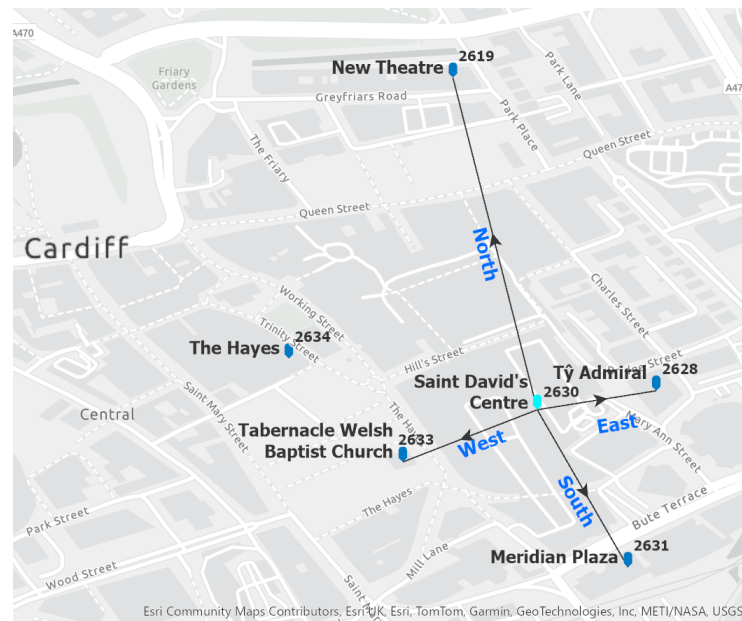 A470
2619
New Theatre
Friary
Gardens
Park Lane
Greyfriars Road
Park Place
The Friary
Queen Street
Queen Street
Cardiff
North
Charles Street
Working Street
2634
Trinity Street
The Hayes
Hill's Street
Tŷ Admiral
2628
Saint David's
Centre
2630
Saint Mary Street
Central
Mary Ann Street
East
The Hayes
Tabernacle Welsh
Baptist Church
2633
West
South
The Hayes
Bute Terrace
Park Street
Mill Lane
2631
Meridian Plaza
Wood Street
Esri Community Maps Contributors, Esri UK, Esri, TomTom, Garmin, GeoTechnologies, Inc, METI/NASA, USGS